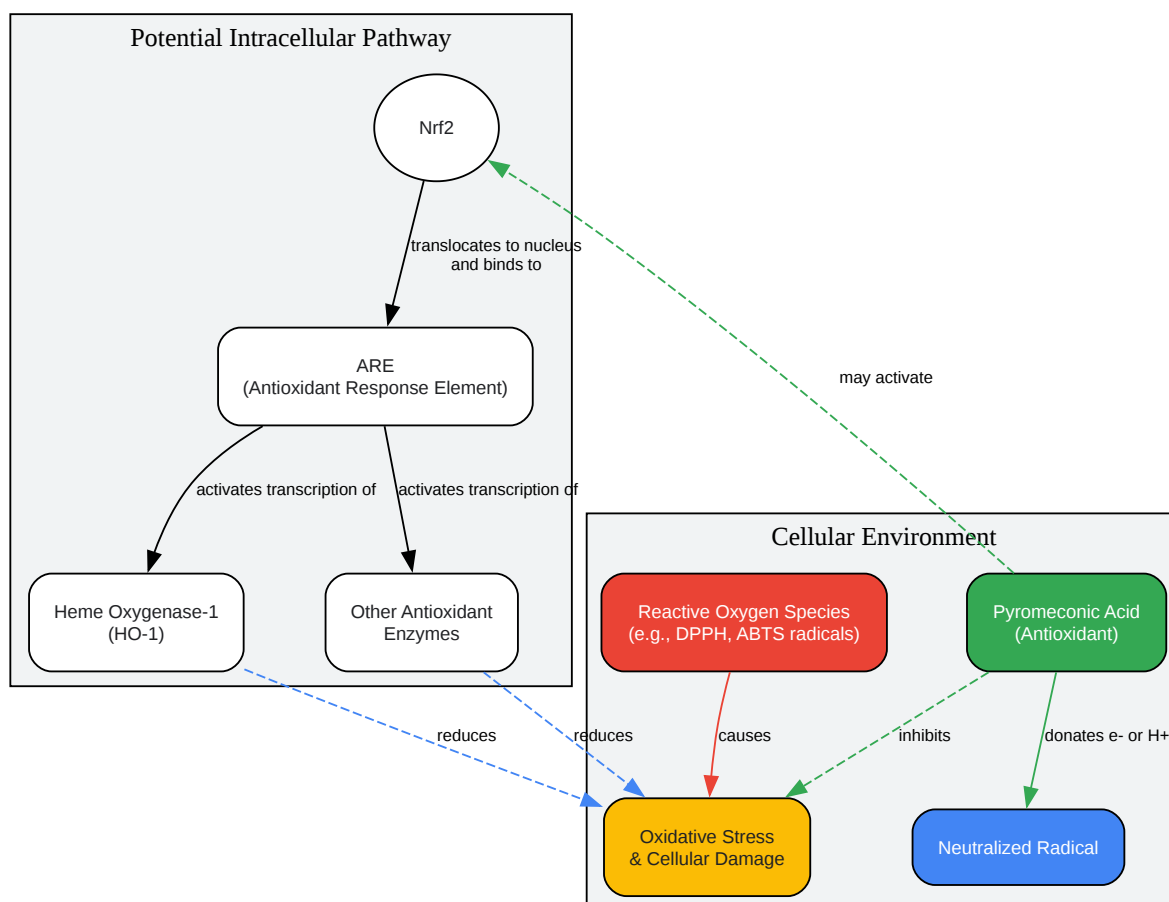 Potential Intracellular Pathway
Nrf2
translocates to nucleus
and binds to
ARE
(Antioxidant Response Element)
may activate
activates transcription of
activates transcription of
Heme Oxygenase-1
(HO-1)
Other Antioxidant
Enzymes
Cellular Environment
Reactive Oxygen Species
(e.g., DPPH, ABTS radicals)
Pyromeconic Acid
(Antioxidant)
reduces
reduces
causes
inhibits
donates e- or H+
Oxidative Stress
& Cellular Damage
Neutralized Radical